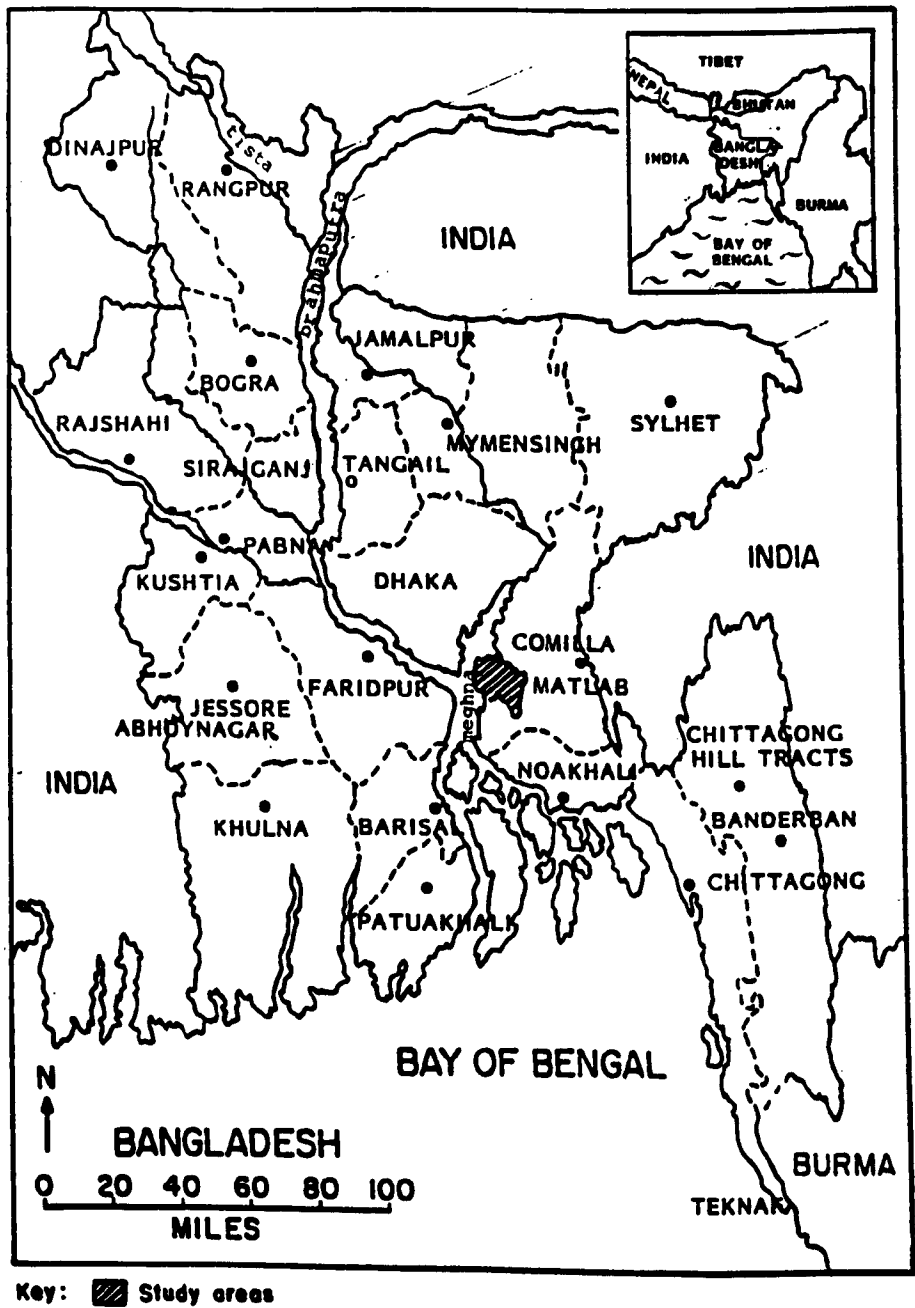 TIBET
NEPAL
BHUTAN
BANGLA
DESH
INDIA
BURMA
BAY OF
BENGAL
DINAJPUR
tista
RANGPUR
brahmaputra
INDIA
JAMALPUR
BOGRA
RAJSHAHI
SYLHET
MYMENSINGH
SIRAJGANJ
TANGAIL
PABNA
INDIA
KUSHTIA
DHAKA
COMILLA
meghna
MATLAB
FARIDPUR
JESSORE
ABHUYNAGAR
CHITTAGONG
HILL TRACTS
INDIA
NOAKHALI
KHULNA
BARISAL
BANDERBAN
CHITTAGONG
PATUAKHALI
BAY OF BENGAL
N
BANGLADESH
0 20 40 60 80 100
MILES
BURMA
TEKNAF
Key: Study areas